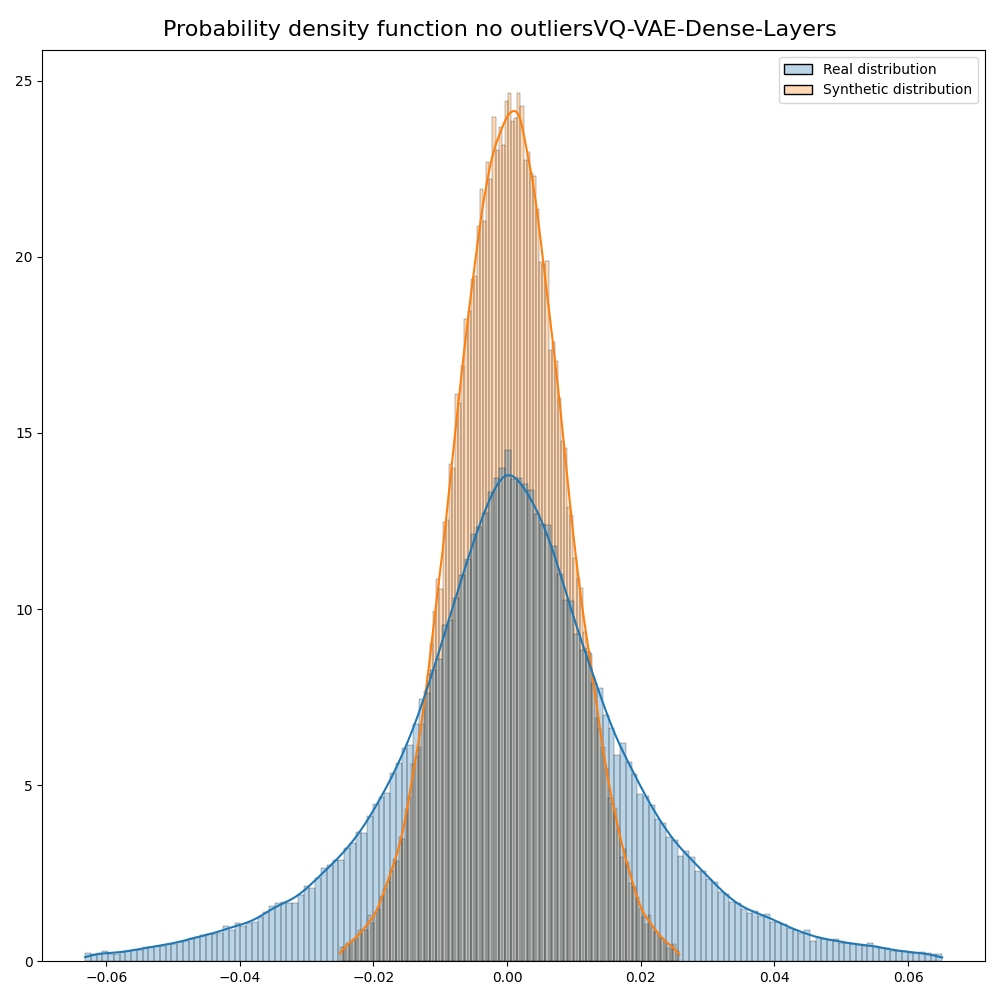 Probability density function no outliersVQ-VAE-Dense-Layers
Real distribution
Synthetic distribution
25
20
15
10
5
0
−0.06 −0.04 −0.02 0.00 0.02 0.04 0.06